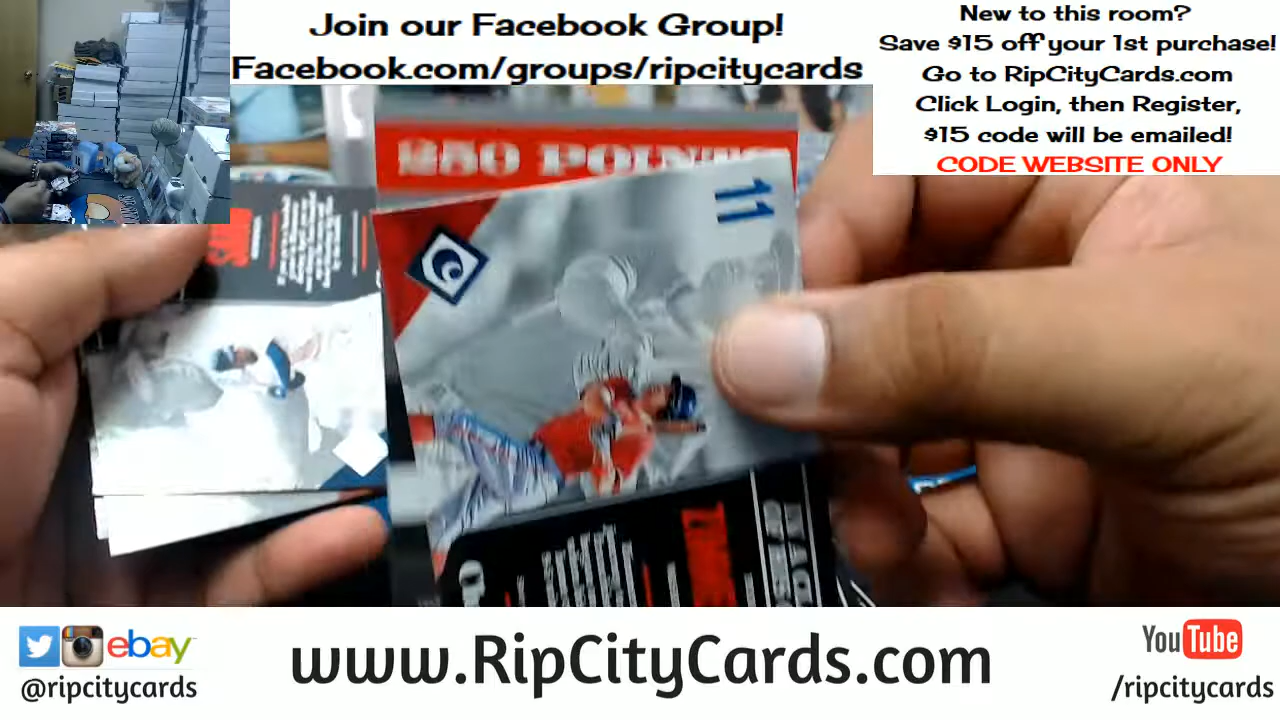 Join our Facebook Group!
Facebook.com/groups/ripcitycards
New to this room?
Save $15 off your 1st purchase!
Go to RipCityCards.com
Click Login, then Register,
$15 code will be emailed!
CODE WEBSITE ONLY
250 POINTS
11
ebay
@ripcitycards
www.RipCityCards.com
YouTube
/ripcitycards